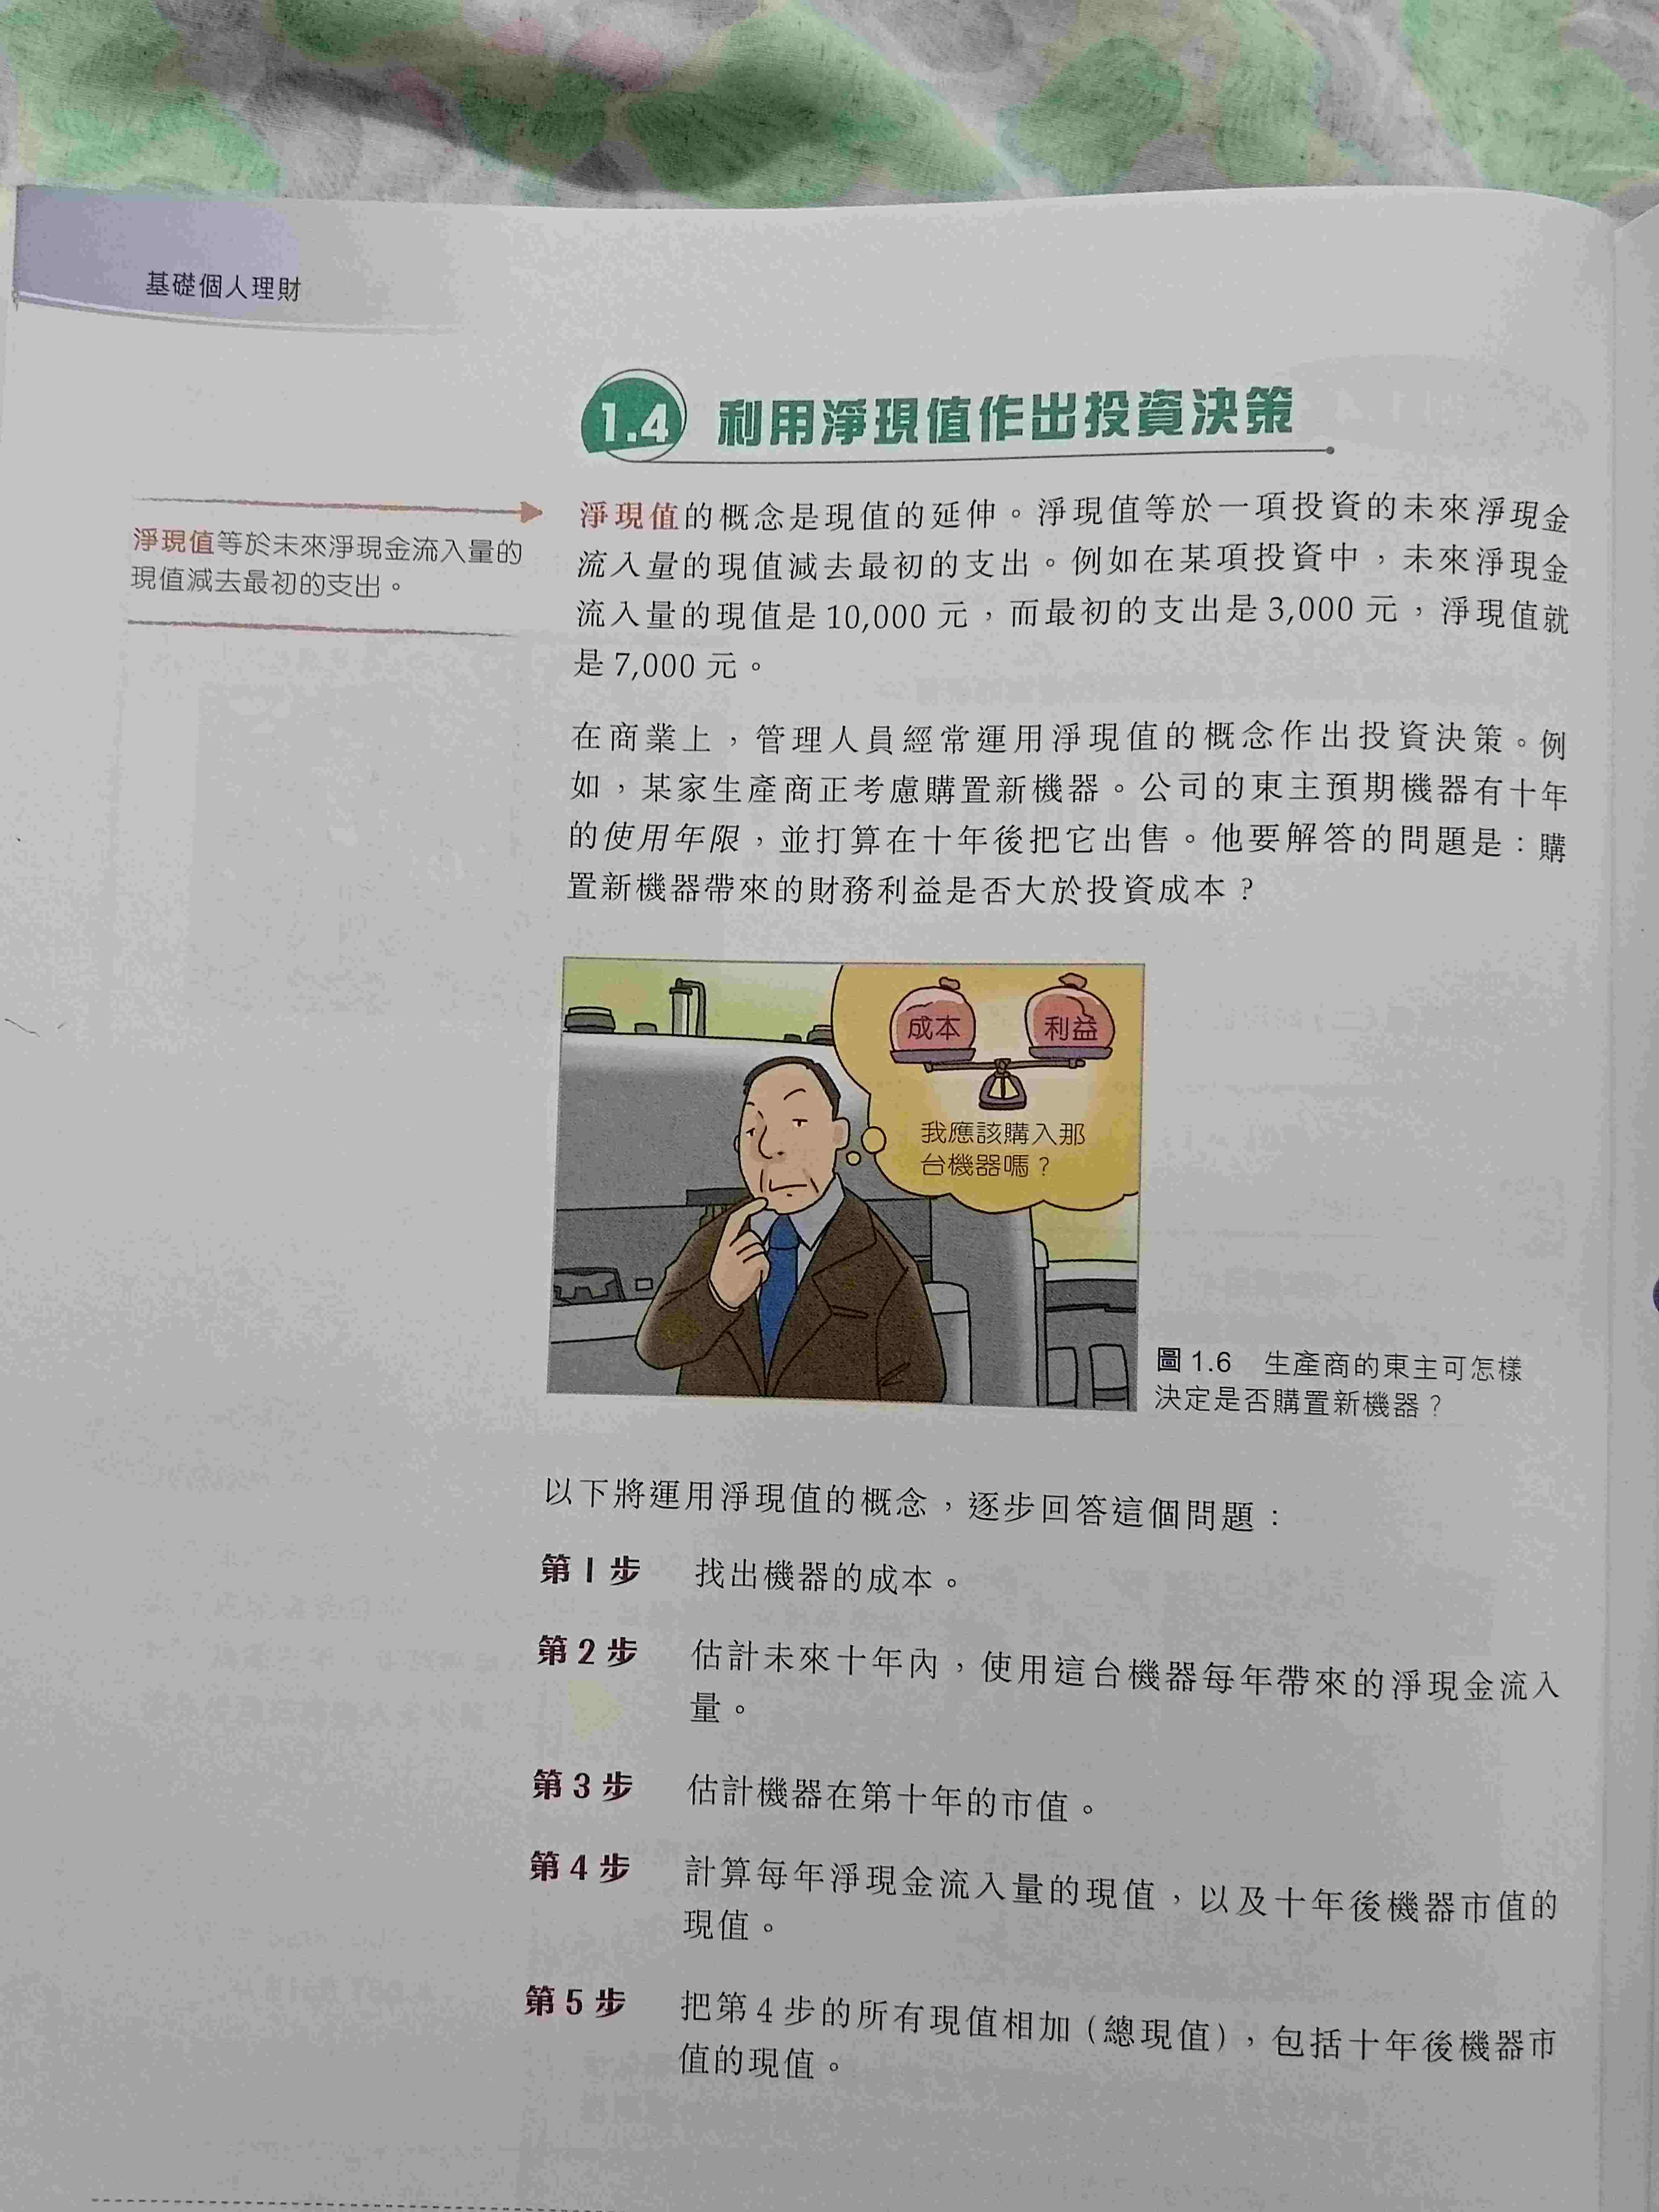 基礎個人理財
1.4 利用淨現值作出投資決策
淨現值等於未來淨現金流入量的
現值減去最初的支出。
淨現值的概念是現值的延伸。淨現值等於一項投資的未來淨現金
流入量的現值減去最初的支出。例如在某項投資中，未來淨現金
流入量的現值是 10,000 元，而最初的支出是 3,000 元，淨現值就
是 7,000 元。
在商業上，管理人員經常運用淨現值的概念作出投資決策。例
如，某家生產商正考慮購置新機器。公司的東主預期機器有十年
的使用年限，並打算在十年後把它出售。他要解答的問題是：購
置新機器帶來的財務利益是否大於投資成本？
成本
利益
我應該購入那
台機器嗎？
圖 1.6 生產商的東主可怎樣
決定是否購置新機器？
以下將運用淨現值的概念，逐步回答這個問題：
第 1 步 找出機器的成本。
第 2 步 估計未來十年內，使用這台機器每年帶來的淨現金流入
量。
第 3 步 估計機器在第十年的市值。
第 4 步 計算每年淨現金流入量的現值，以及十年後機器市值的
現值。
第 5 步 把第 4 步的所有現值相加（總現值），包括十年後機器市
值的現值。